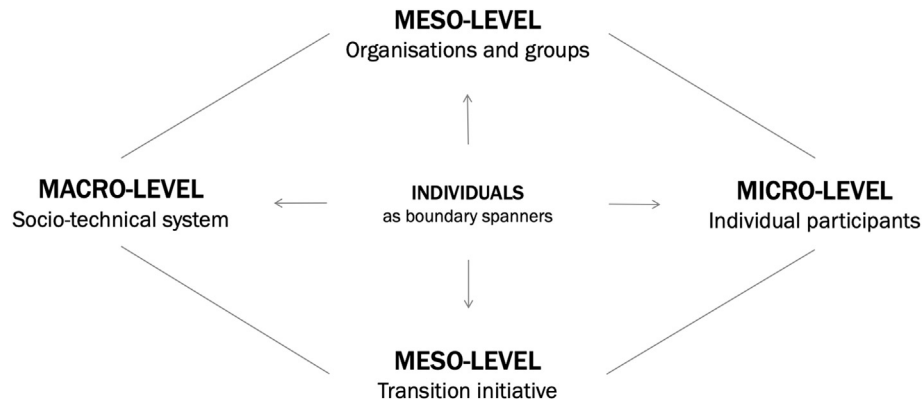 MESO-LEVEL
Organisations and groups
MACRO-LEVEL
Socio-technical system
INDIVIDUALS
as boundary spanners
MICRO-LEVEL
Individual participants
MESO-LEVEL
Transition initiative